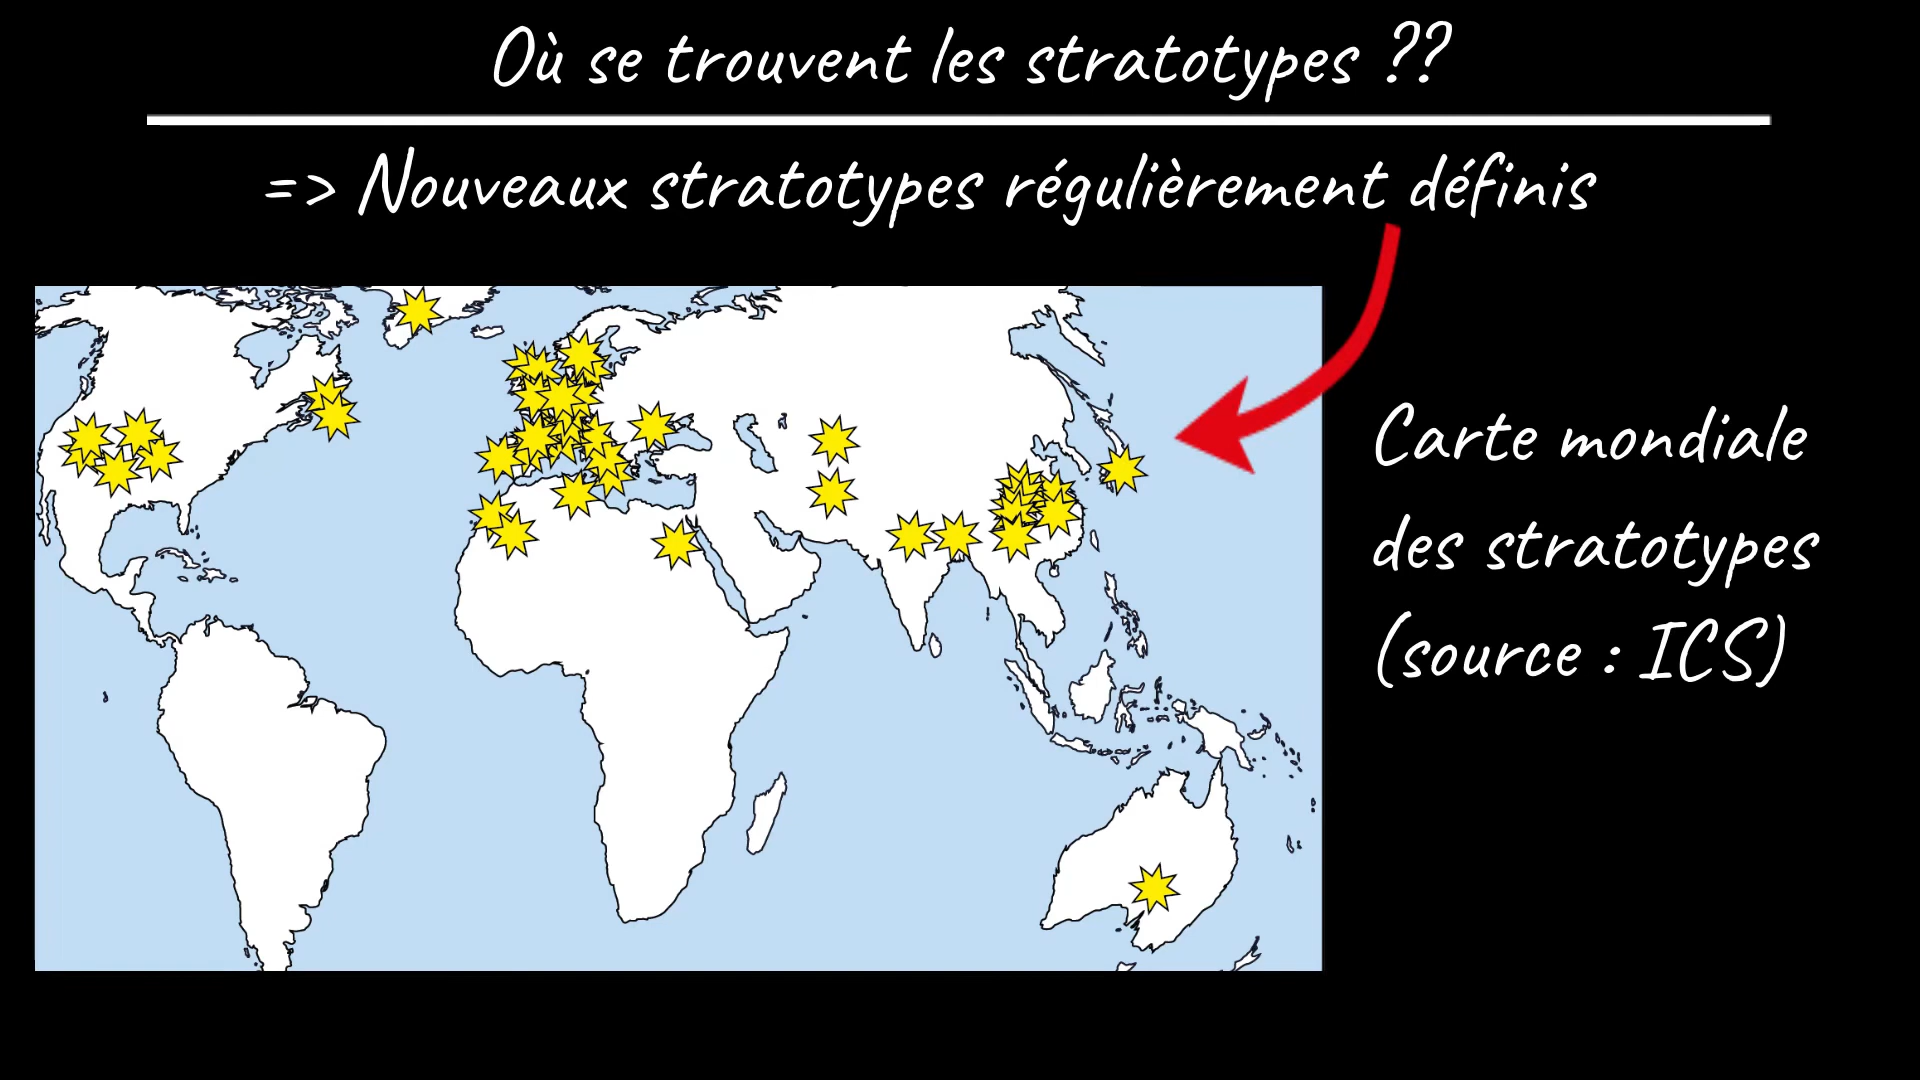 Où se trouvent les stratotypes ??
=> Nouveaux stratotypes régulièrement définis
Carte mondiale
des stratotypes
(source : ICS)